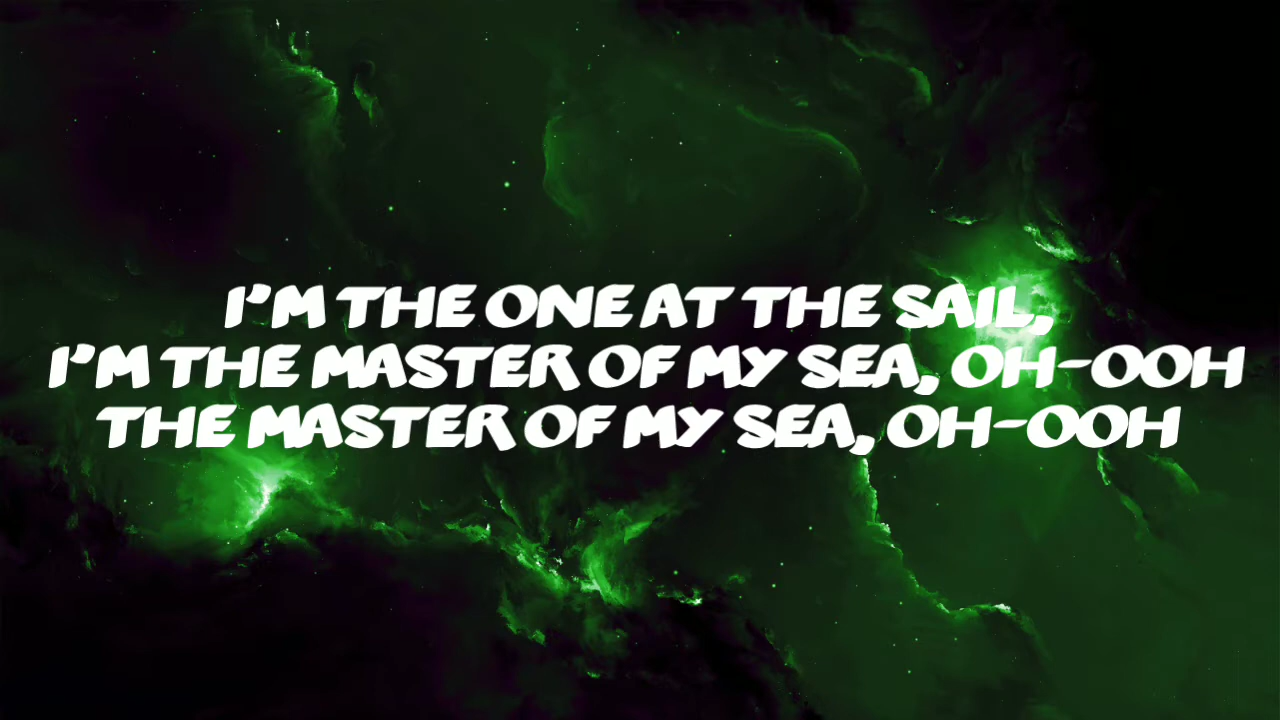 I'M THE ONE AT THE SAIL,
I'M THE MASTER OF MY SEA, OH-OOH
THE MASTER OF MY SEA, OH-OOH